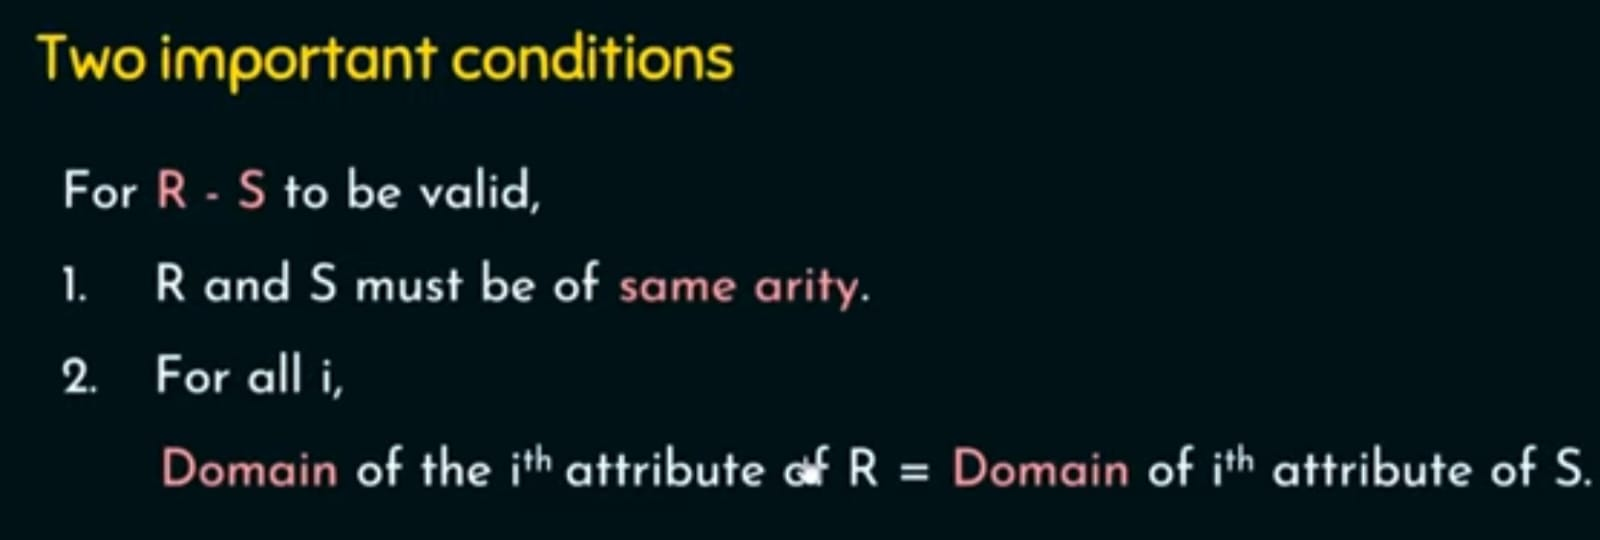 Two important conditions
For R - S to be valid,
1. R and S must be of same arity.
2. For all i,
Domain of the iᵗʰ attribute of R = Domain of iᵗʰ attribute of S.